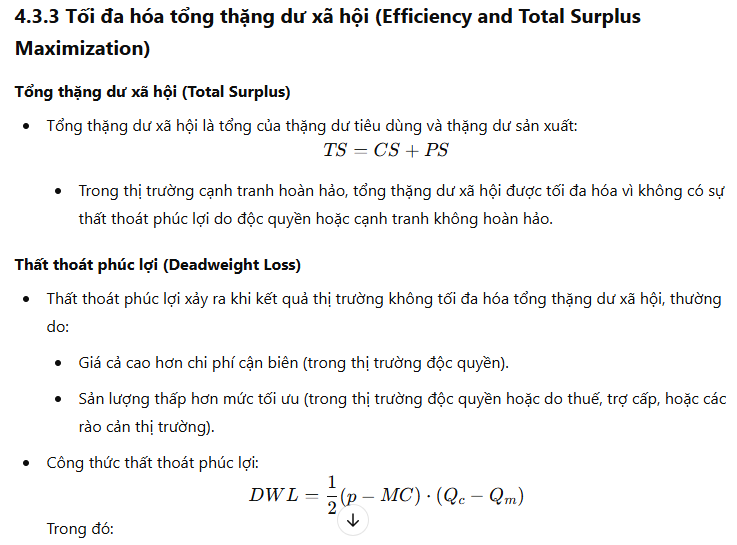 4.3.3 Tối đa hóa tổng thặng dư xã hội (Efficiency and Total Surplus
Maximization)
Tổng thặng dư xã hội (Total Surplus)
• Tổng thặng dư xã hội là tổng của thặng dư tiêu dùng và thặng dư sản xuất:
TS = CS + PS
• Trong thị trường cạnh tranh hoàn hảo, tổng thặng dư xã hội được tối đa hóa vì không có sự
thất thoát phúc lợi do độc quyền hoặc cạnh tranh không hoàn hảo.
Thất thoát phúc lợi (Deadweight Loss)
• Thất thoát phúc lợi xảy ra khi kết quả thị trường không tối đa hóa tổng thặng dư xã hội, thường
do:
• Giá cả cao hơn chi phí cận biên (trong thị trường độc quyền).
• Sản lượng thấp hơn mức tối ưu (trong thị trường độc quyền hoặc do thuế, trợ cấp, hoặc các
rào cản thị trường).
• Công thức thất thoát phúc lợi:
DWL = 1/2 (p − MC) · (Q_c − Q_m)
Trong đó: